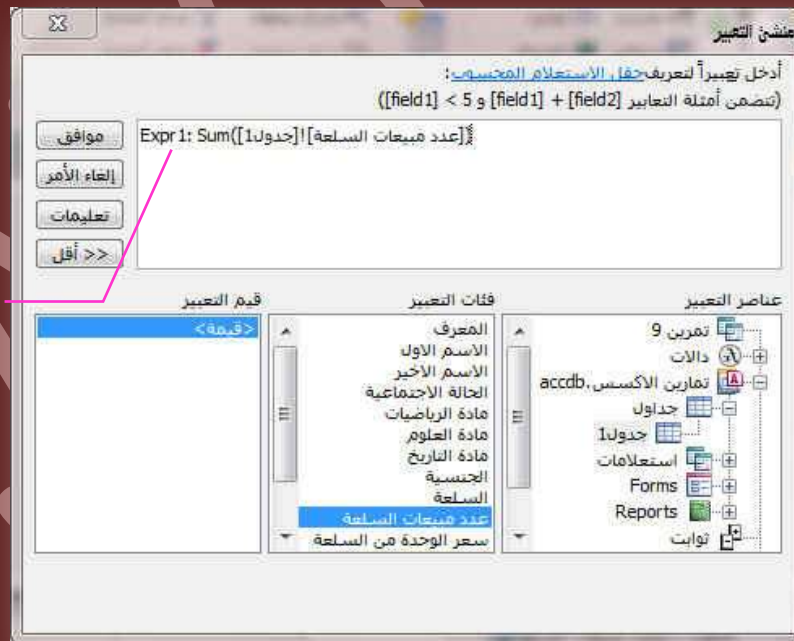 منشئ التعبير
أدخل تعبيراً لتعريف حقل الاستعلام المحسوب:
(تتضمن أمثلة التعابير [field1] + [field2] و [field1] < 5)
Expr1: Sum([جدول1]![عدد مبيعات السلعة])
موافق
إلغاء الأمر
تعليمات
<< أقل
عناصر التعبير
تمرين 9
دالات
تمارين الاكسس.accdb
جداول
جدول1
استعلامات
Forms
Reports
ثوابت
فئات التعبير
المعرف
الاسم الاول
الاسم الاخير
الحالة الاجتماعية
مادة الرياضيات
مادة العلوم
مادة التاريخ
الجنسية
السلعة
عدد مبيعات السلعة
سعر الوحدة من السلعة
قيم التعبير
<قيمة>